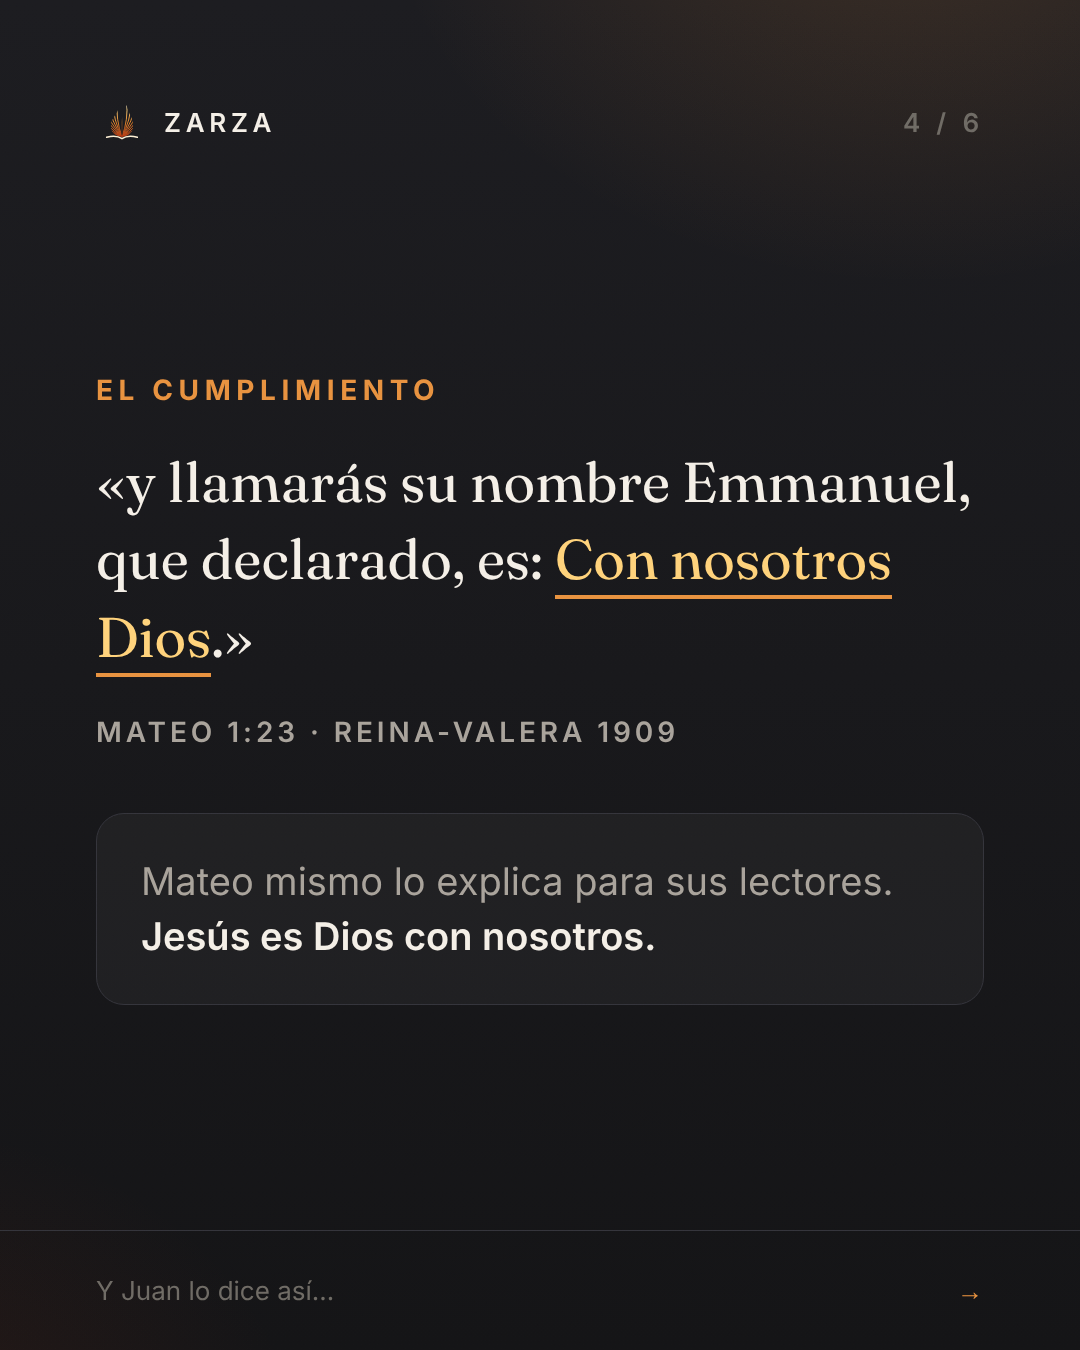 ZARZA
4 / 6
EL CUMPLIMIENTO
«y llamarás su nombre Emmanuel,
que declarado, es: Con nosotros
Dios.»
MATEO 1:23 · REINA-VALERA 1909
Mateo mismo lo explica para sus lectores.
Jesús es Dios con nosotros.
Y Juan lo dice así...
→